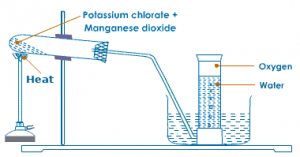 Potassium chlorate +
Manganese dioxide
Heat
Oxygen
Water